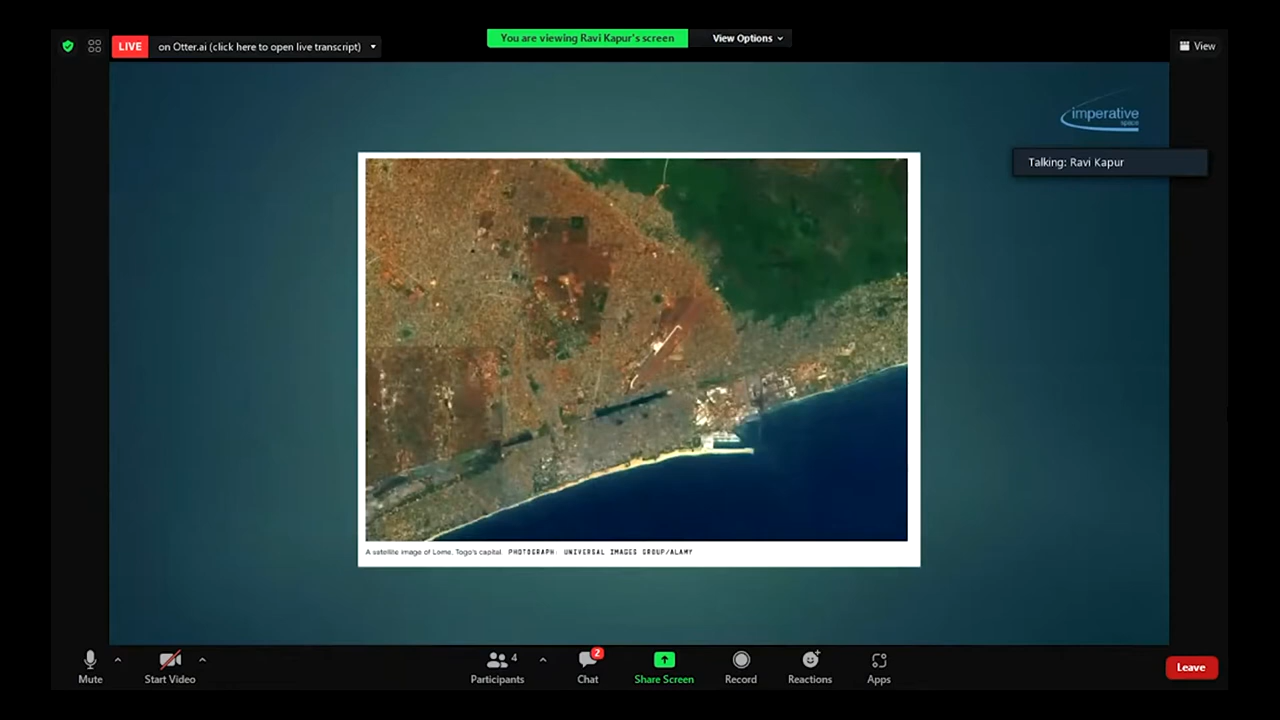 LIVE
on Otter.ai (click here to open live transcript)
You are viewing Ravi Kapur's screen
View Options
View
imperative
space
Talking: Ravi Kapur
A satellite image of Lome, Togo's capital. PHOTOGRAPH: UNIVERSAL IMAGES GROUP/ALAMY
Mute
Start Video
4
Participants
2
Chat
Share Screen
Record
Reactions
Apps
Leave